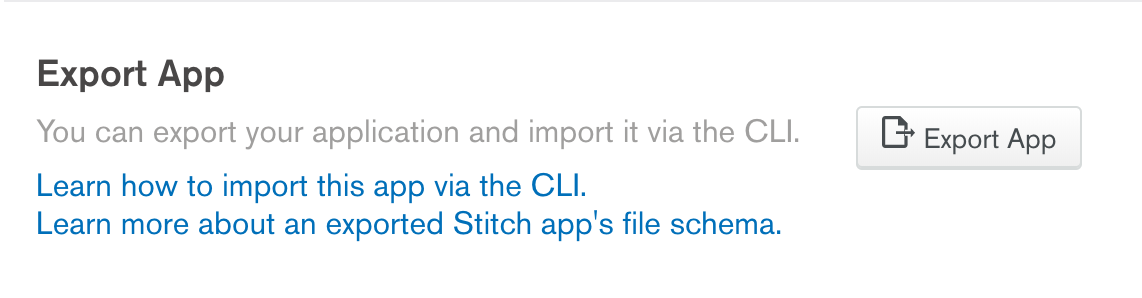 Export App
You can export your application and import it via the CLI.
Export App
Learn how to import this app via the CLI.
Learn more about an exported Stitch app's file schema.